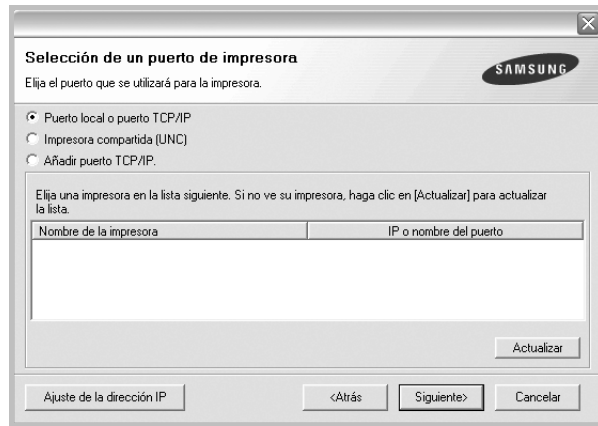 Selección de un puerto de impresora
Elija el puerto que se utilizará para la impresora.
SAMSUNG
Puerto local o puerto TCP/IP
Impresora compartida (UNC)
Añadir puerto TCP/IP.
Elija una impresora en la lista siguiente. Si no ve su impresora, haga clic en [Actualizar] para actualizar
la lista.
Nombre de la impresora IP o nombre del puerto
Actualizar
Ajuste de la dirección IP <Atrás Siguiente> Cancelar